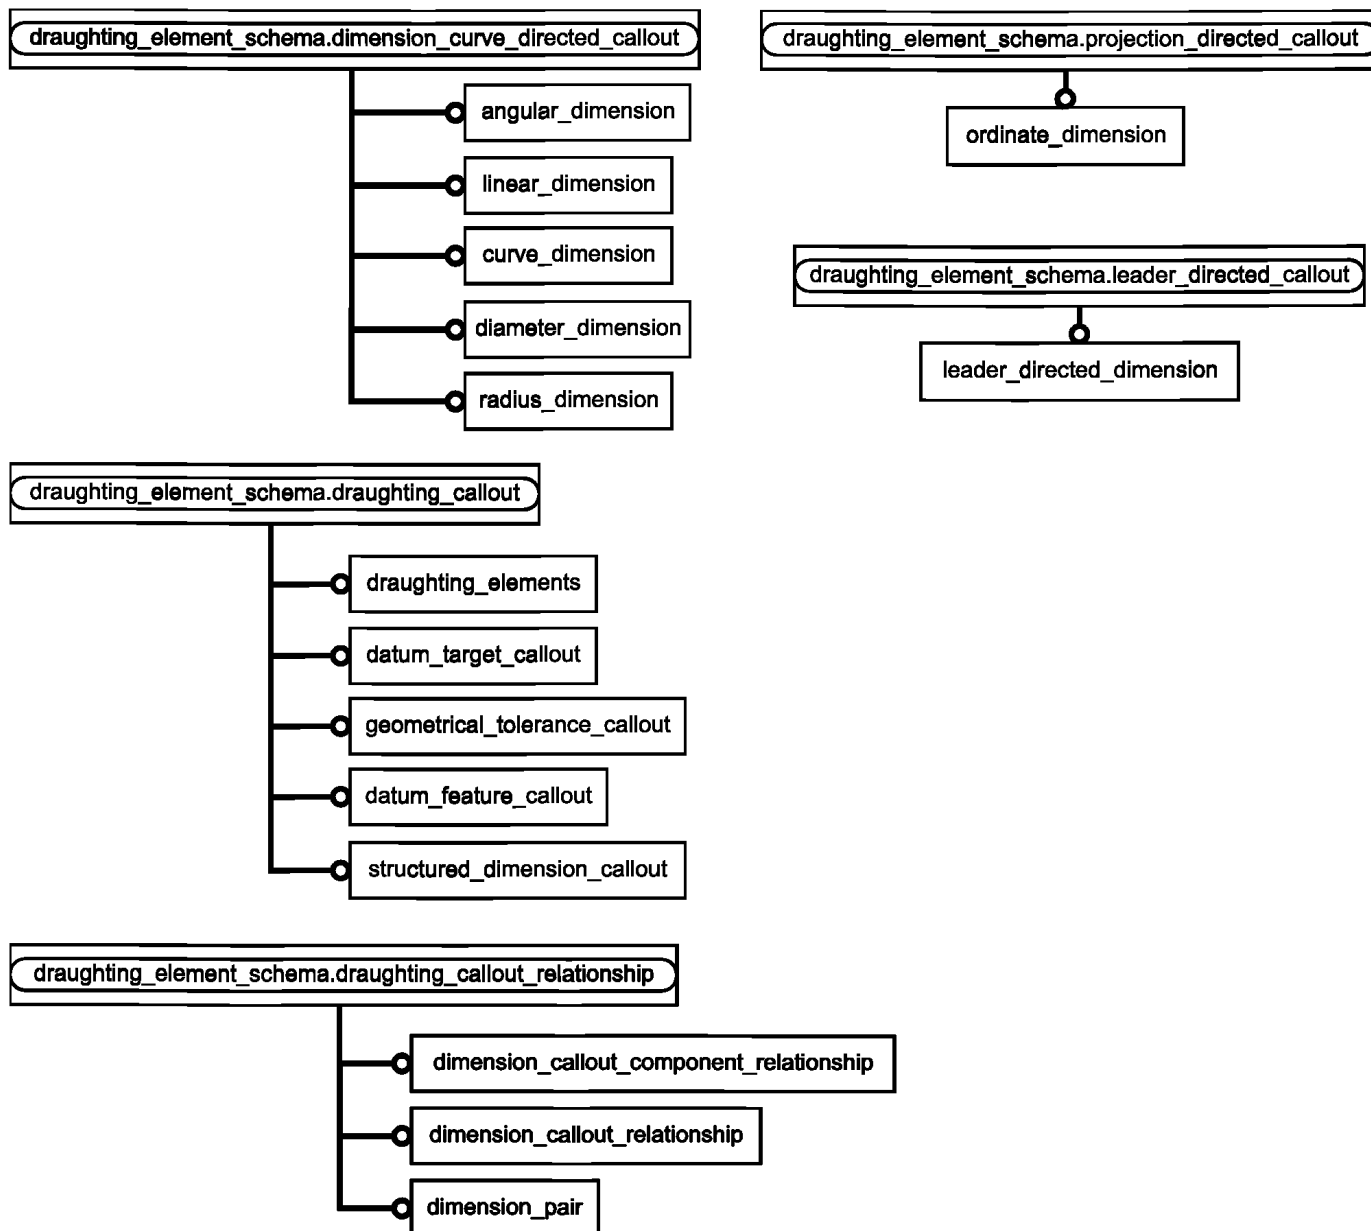 draughting_element_schema.dimension_curve_directed_callout
angular_dimension
linear_dimension
curve_dimension
diameter_dimension
radius_dimension
draughting_element_schema.projection_directed_callout
ordinate_dimension
draughting_element_schema.leader_directed_callout
leader_directed_dimension
draughting_element_schema.draughting_callout
draughting_elements
datum_target_callout
geometrical_tolerance_callout
datum_feature_callout
structured_dimension_callout
draughting_element_schema.draughting_callout_relationship
dimension_callout_component_relationship
dimension_callout_relationship
dimension_pair